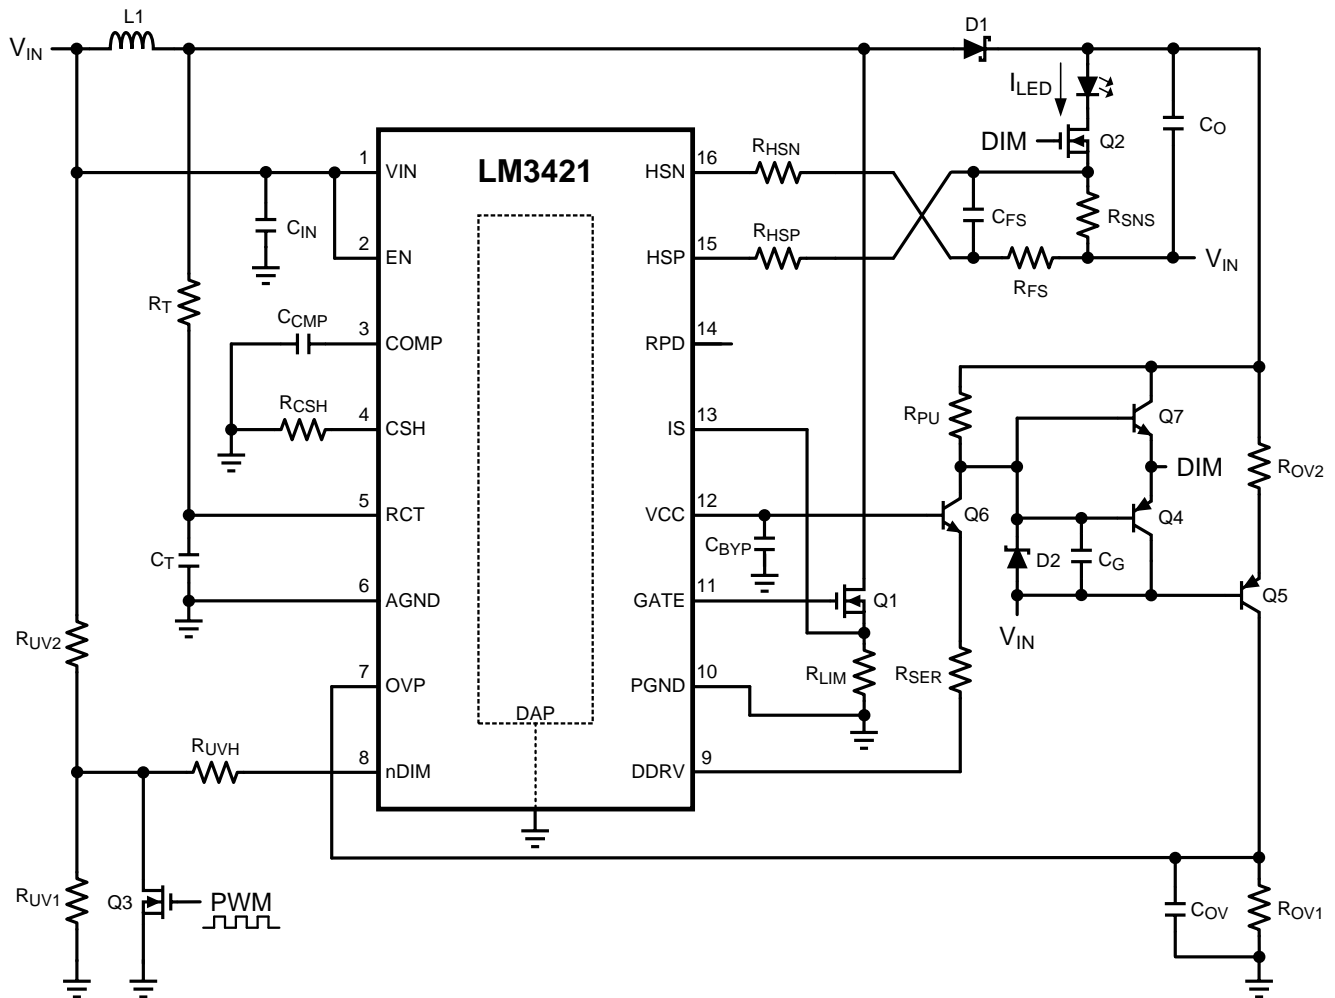 L1
D1
VIN
ILED
CO
DIM
Q2
RHSN
1
VIN
LM3421
HSN
16
CFS
RSNS
CIN
RHSP
2
EN
HSP
15
VIN
RFS
RT
CCMP
3
COMP
RPD
14
RCSH
4
CSH
IS
13
RPU
Q7
DIM
ROV2
5
RCT
VCC
12
Q6
Q4
CT
CBYP
D2
CG
6
AGND
GATE
11
Q1
Q5
VIN
RUV2
7
OVP
PGND
10
RLIM
RSER
DAP
RUVH
8
nDIM
DDRV
9
RUV1
Q3
PWM
COV
ROV1